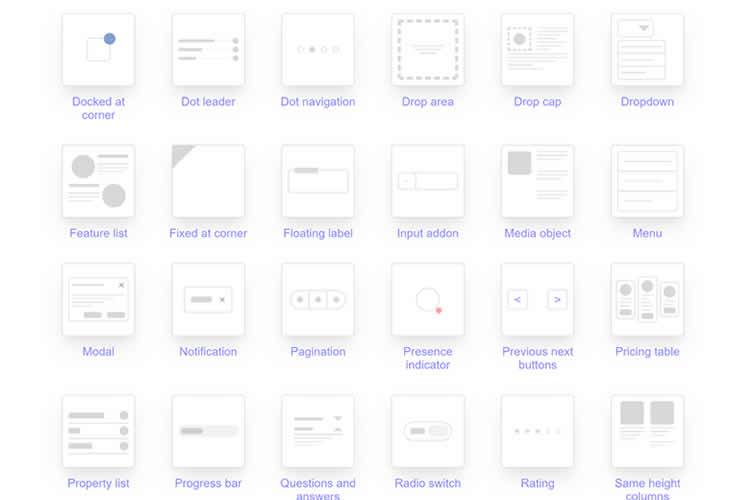 Docked at
corner
Dot leader
Dot navigation
Drop area
Drop cap
Dropdown
Feature list
Fixed at corner
Floating label
Input addon
Media object
Menu
Modal
Notification
Pagination
Presence
indicator
Previous next
buttons
Pricing table
Property list
Progress bar
Questions and
answers
Radio switch
Rating
Same height
columns